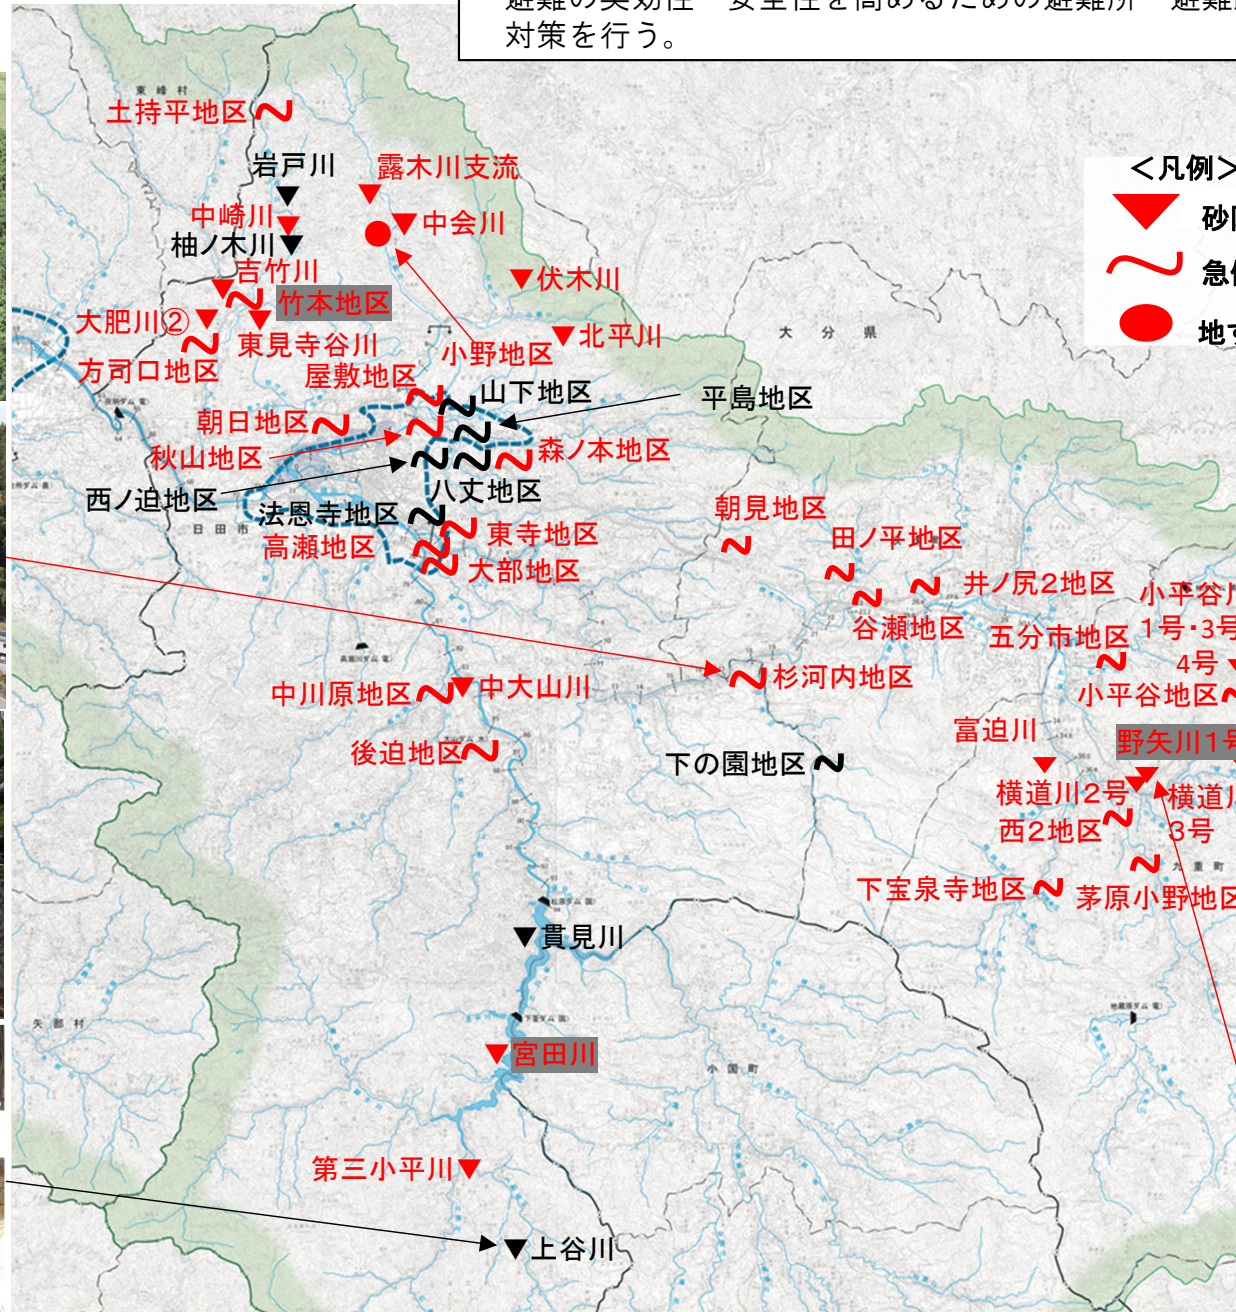 対策を行う。
東峰村
土持平地区
岩戸川
露木川支流
＜凡例＞
中崎川
中会川
柚ノ木川
吉竹川
伏木川
竹本地区
大肥川②
東見寺谷川
小野地区
北平川
大分県
方司口地区
屋敷地区
山下地区
平島地区
朝日地区
秋山地区
森ノ本地区
西ノ迫地区
八丈地区
法恩寺地区
日田市
朝見地区
高瀬地区
東寺地区
田ノ平地区
大部地区
井ノ尻2地区
小平谷川
1号・3号
谷瀬地区
五分市地区
4号
杉河内地区
小平谷地区
中川原地区
中大山川
富迫川
野矢川1号
後迫地区
下の園地区
横道川2号
横道川
西2地区
3号
九重町
下宝泉寺地区
茅原小野地区
貫見川
矢部村
宮田川
小国町
第三小平川
上谷川